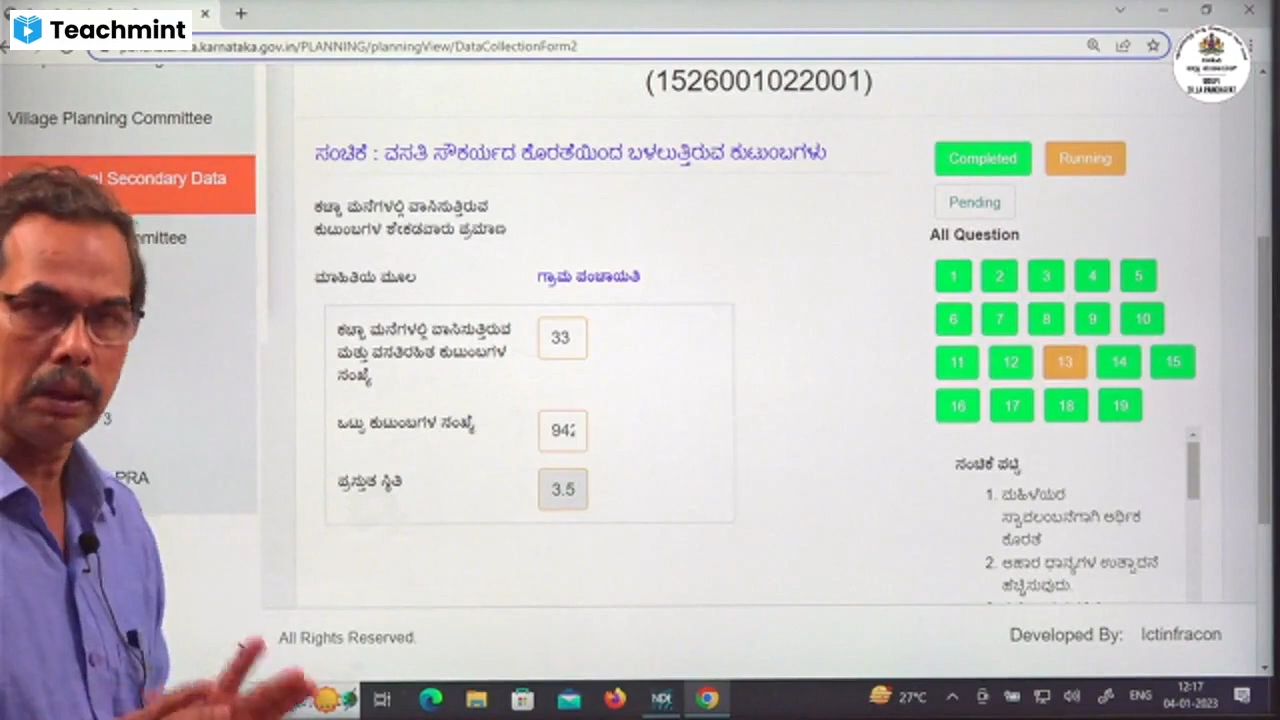 Teachmint
karnataka.gov.in/PLANNING/planningView/DataCollectionForm2
(1526001022001)
Village Planning Committee
Secondary Data
ಸಂಚಿಕೆ : ವಸತಿ ಸೌಕರ್ಯದ ಕೊರತೆಯಿಂದ ಬಳಲುತ್ತಿರುವ ಕುಟುಂಬಗಳು
Completed
Running
Pending
ಕಚ್ಚಾ ಮನೆಗಳಲ್ಲಿ ವಾಸಿಸುತ್ತಿರುವ
ಕುಟುಂಬಗಳ ಶೇಕಡವಾರು ಪ್ರಮಾಣ
All Question
ಮಾಹಿತಿಯ ಮೂಲ
ಗ್ರಾಮ ಪಂಚಾಯತಿ
1 2 3 4 5
6 7 8 9 10
11 12 13 14 15
16 17 18 19
ಕಚ್ಚಾ ಮನೆಗಳಲ್ಲಿ ವಾಸಿಸುತ್ತಿರುವ
ಮತ್ತು ವಸತಿರಹಿತ ಕುಟುಂಬಗಳ
ಸಂಖ್ಯೆ
33
ಒಟ್ಟು ಕುಟುಂಬಗಳ ಸಂಖ್ಯೆ
942
ಪ್ರಸ್ತುತ ಸ್ಥಿತಿ
3.5
ಸಂಚಿಕೆ ಪಟ್ಟಿ
1. ಮಹಿಳೆಯರ
ಸ್ವಾವಲಂಬನೆಗಾಗಿ ಆರ್ಥಿಕ
ಕೊರತೆ
2. ಆಹಾರ ಧಾನ್ಯಗಳ ಉತ್ಪಾದನೆ
ಹೆಚ್ಚಿಸುವುದು.
3
PRA
All Rights Reserved.
Developed By: Ictinfracon
27°C
ENG
12:17
04-01-2023